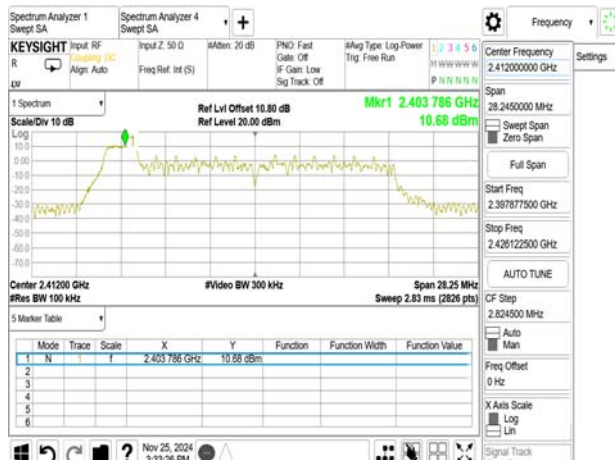 Spectrum Analyzer 1
Swept SA
Spectrum Analyzer 4
Swept SA
+
Frequency
Settings
KEYSIGHT
R
Input: RF
Coupling: DC
Align: Auto
Input Z: 50 Ω
Freq Ref: Int (S)
#Atten: 20 dB
PNO: Fast
Gate: Off
IF Gain: Low
Sig Track: Off
#Avg Type: Log-Power
Trig: Free Run
1 2 3 4 5 6
M W W W W W
P N N N N N
1 Spectrum
Scale/Div 10 dB
Log
Ref Lvl Offset 10.80 dB
Ref Level 20.00 dBm
Mkr1 2.403 786 GHz
10.68 dBm
10.0
0.00
-10.0
-20.0
-30.0
-40.0
-50.0
-60.0
-70.0
1
Center 2.41200 GHz
#Res BW 100 kHz
#Video BW 300 kHz
Span 28.25 MHz
Sweep 2.83 ms (2826 pts)
5 Marker Table
Mode Trace Scale X Y Function Function Width Function Value
1 N 1 f 2.403 786 GHz 10.68 dBm
2
3
4
5
6
Center Frequency
2.412000000 GHz
Span
28.2450000 MHz
Swept Span
Zero Span
Full Span
Start Freq
2.397877500 GHz
Stop Freq
2.426122500 GHz
AUTO TUNE
CF Step
2.824500 MHz
Auto
Man
Freq Offset
0 Hz
X Axis Scale
Log
Lin
Signal Track
?
Nov 25, 2024